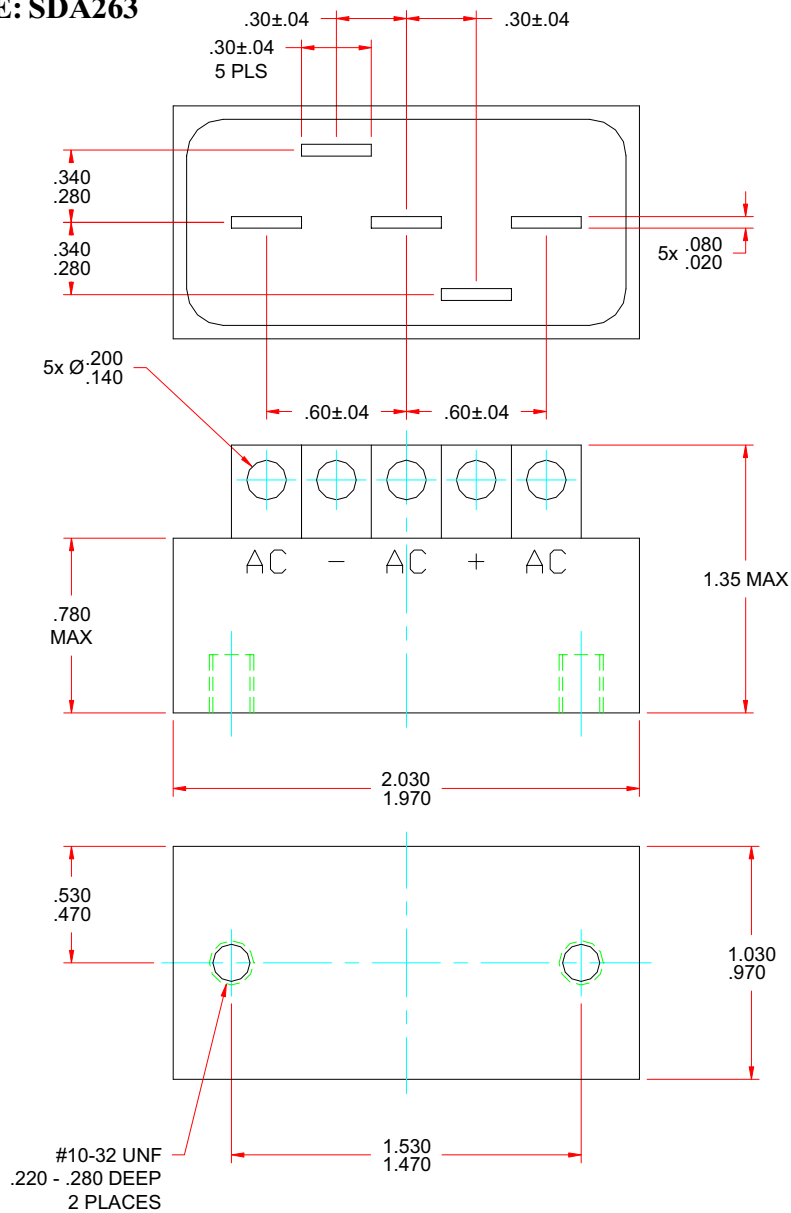 E: SDA263
.30±.04
.30±.04
.30±.04
5 PLS
.340
.280
.340
.280
5x .080
.020
5x Ø.200
.140
.60±.04
.60±.04
AC - AC + AC
1.35 MAX
.780
MAX
2.030
1.970
.530
.470
1.030
.970
#10-32 UNF
.220 - .280 DEEP
2 PLACES
1.530
1.470